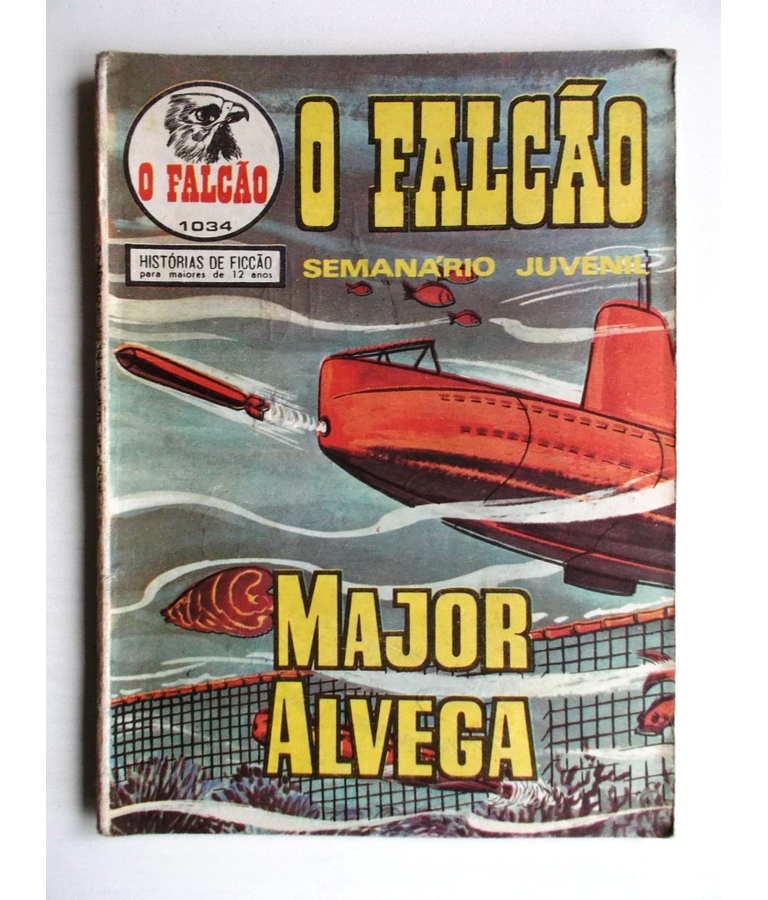 O FALCÃO
1034
HISTÓRIAS DE FICÇÃO
para maiores de 12 anos
O FALCÃO
SEMANÁRIO JUVENIL
MAJOR
ALVEGA